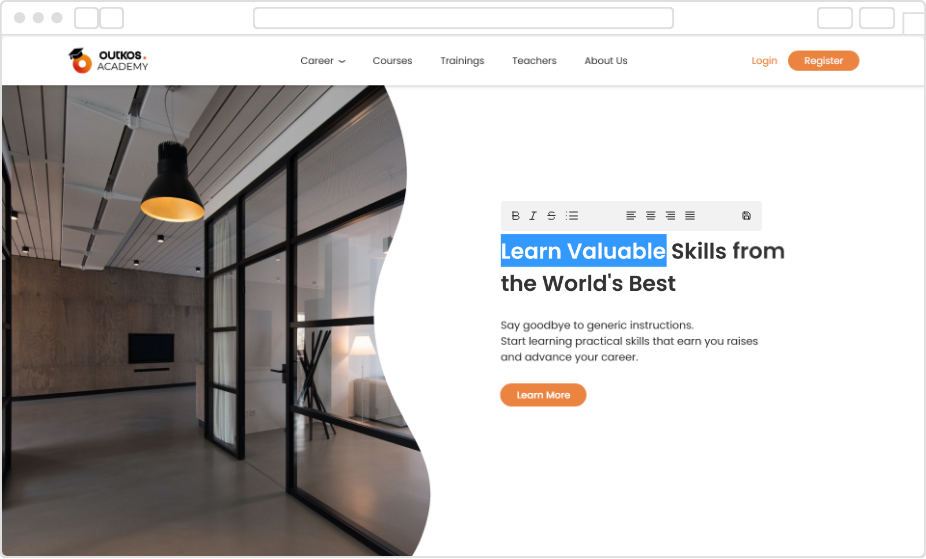 OUTKOS.
ACADEMY
Career
Courses
Trainings
Teachers
About Us
Login
Register
B I S
Learn Valuable Skills from
the World's Best
Say goodbye to generic instructions.
Start learning practical skills that earn you raises
and advance your career.
Learn More